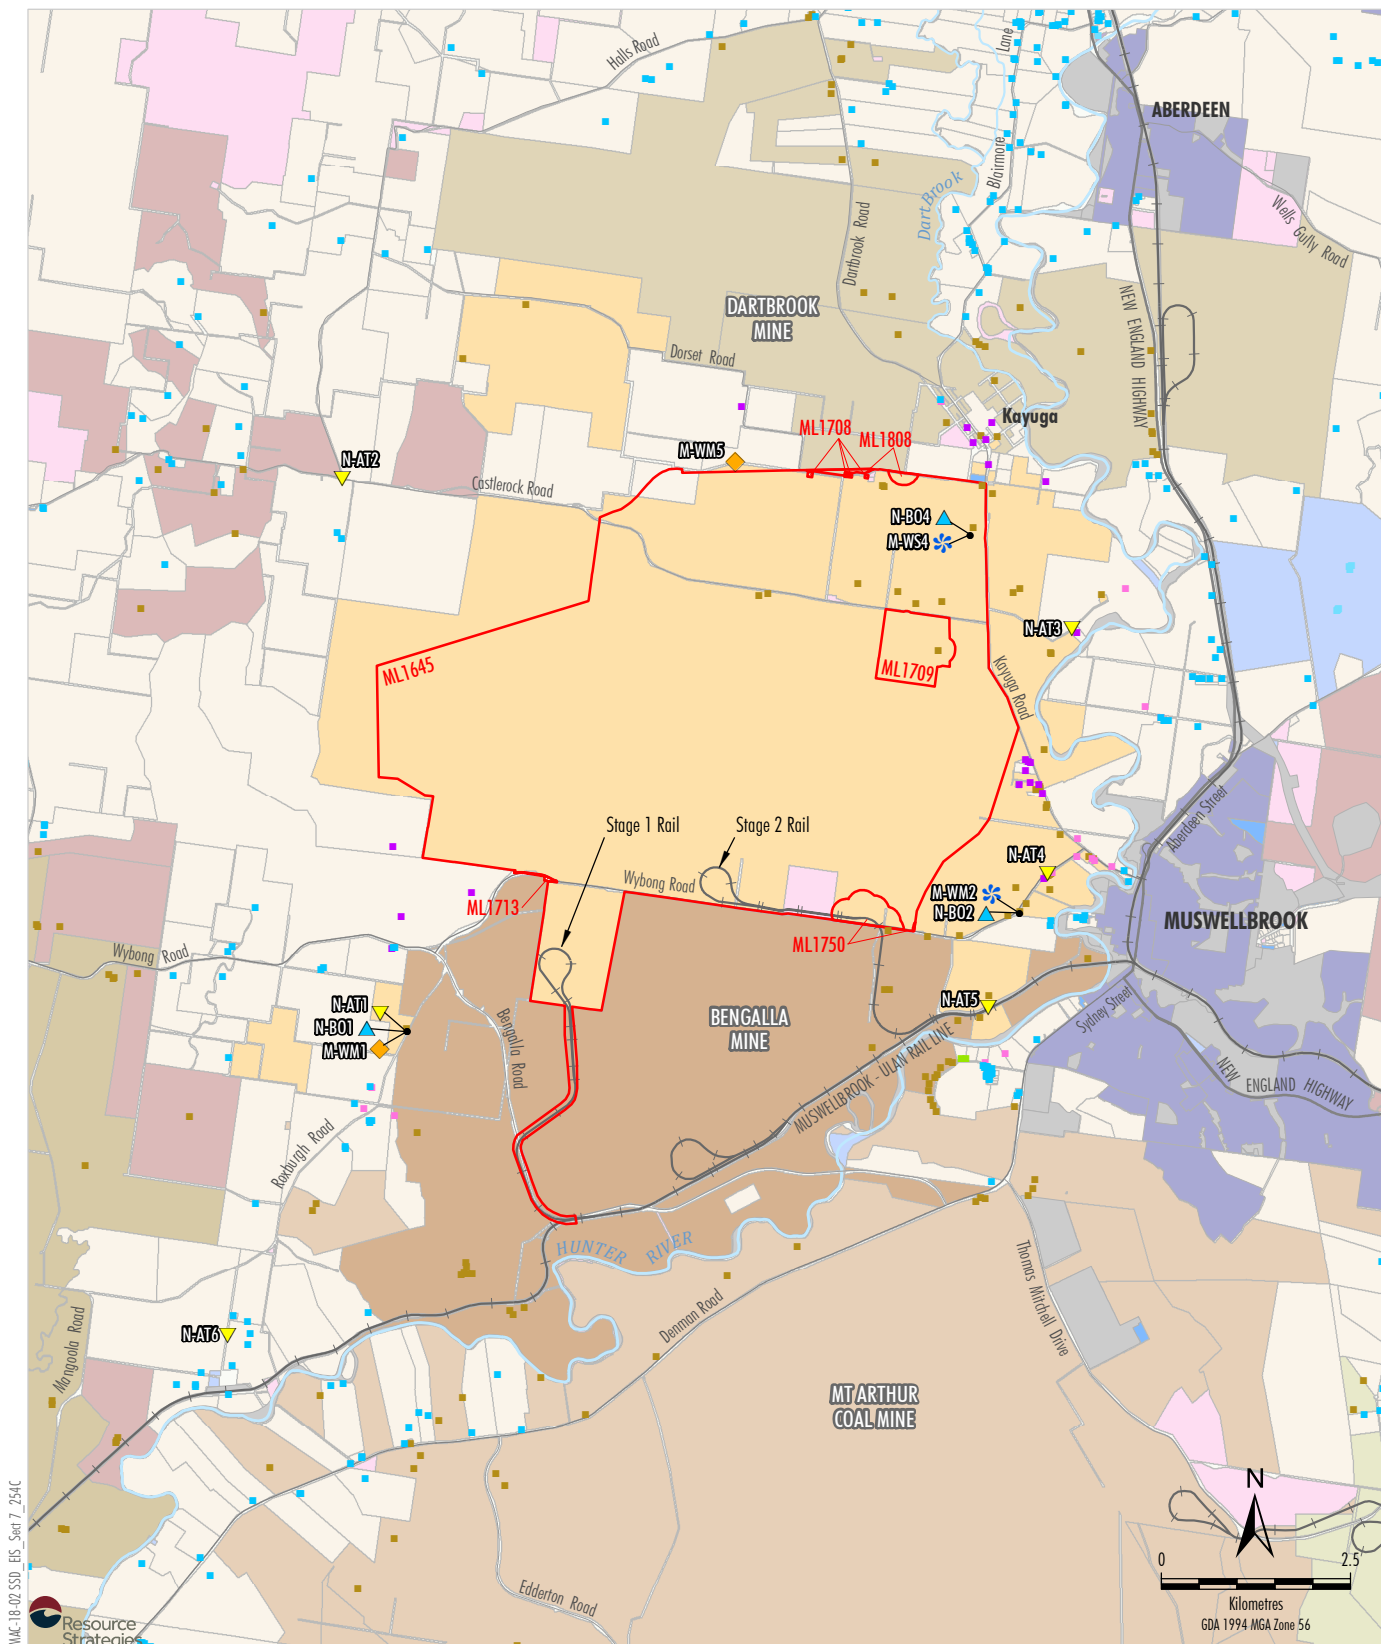 Halls Road
Lane
ABERDEEN
Blairmore
Dart Brook
Wells Gully Road
Dartbrook Road
NEW ENGLAND HIGHWAY
DARTBROOK
MINE
Dorset Road
Kayuga
ML1708
ML1808
M-WM5
N-AT2
Castlerock Road
N-BO4
M-WS4
N-AT3
ML1645
ML1709
Kayuga Road
Aberdeen Street
Stage 1 Rail
Stage 2 Rail
N-AT4
Wybong Road
M-WM2
N-BO2
ML1713
MUSWELLBROOK
ML1750
Wybong Road
N-AT1
N-BO1
M-WM1
N-AT5
Sydney Street
BENGALLA
MINE
Bengalla Road
MUSWELLBROOK - ULAN RAIL LINE
NEW ENGLAND HIGHWAY
Roxburgh Road
HUNTER RIVER
Thomas Mitchell Drive
Denman Road
Mangoola Road
N-AT6
MT ARTHUR
COAL MINE
N
0 2.5
Kilometres
GDA 1994 MGA Zone 56
Edderton Road
MAC-18-02 SSD_EIS_Sect 7_254C
Resource
Strategies